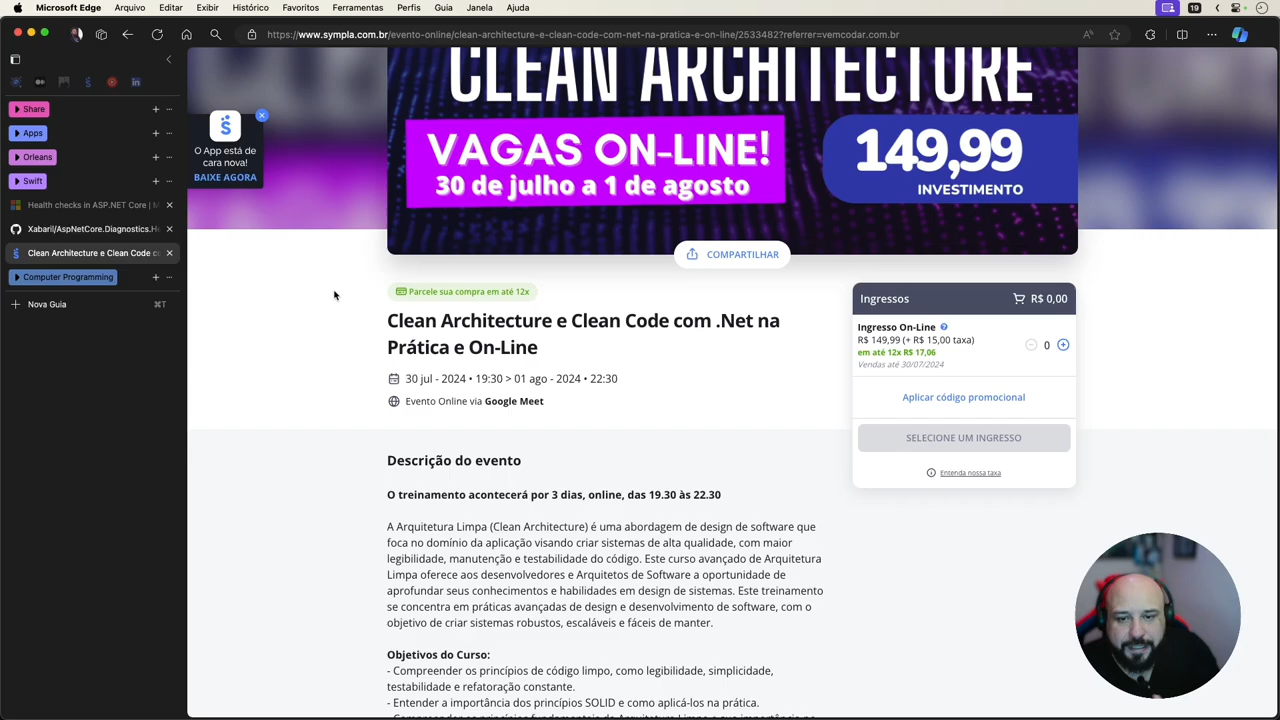 Microsoft Edge Arquivo Editar Exibir Histórico Favoritos Ferramentas Perfis Guia Janela Ajuda
19
https://www.sympla.com.br/evento-online/clean-architecture-e-clean-code-com-net-na-pratica-e-on-line/2533482?referrer=vemcodar.com.br
Share
Apps
Orleans
Swift
Health checks in ASP.NET Core | M
Xabaril/AspNetCore.Diagnostics.He
Clean Architecture e Clean Code co
Computer Programming
Nova Guia ⌘T
O App está de
cara nova!
BAIXE AGORA
CLEAN ARCHITECTURE
VAGAS ON-LINE!
30 de julho a 1 de agosto
149,99
INVESTIMENTO
COMPARTILHAR
Parcele sua compra em até 12x
Clean Architecture e Clean Code com .Net na
Prática e On-Line
30 jul - 2024 • 19:30 > 01 ago - 2024 • 22:30
Evento Online via Google Meet
Ingressos R$ 0,00
Ingresso On-Line
R$ 149,99 (+ R$ 15,00 taxa)
em até 12x R$ 17,06
Vendas até 30/07/2024
0
Aplicar código promocional
SELECIONE UM INGRESSO
Entenda nossa taxa
Descrição do evento
O treinamento acontecerá por 3 dias, online, das 19.30 às 22.30
A Arquitetura Limpa (Clean Architecture) é uma abordagem de design de software que
foca no domínio da aplicação visando criar sistemas de alta qualidade, com maior
legibilidade, manutenção e testabilidade do código. Este curso avançado de Arquitetura
Limpa oferece aos desenvolvedores e Arquitetos de Software a oportunidade de
aprofundar seus conhecimentos e habilidades em design de sistemas. Este treinamento
se concentra em práticas avançadas de design e desenvolvimento de software, com o
objetivo de criar sistemas robustos, escaláveis e fáceis de manter.
Objetivos do Curso:
- Compreender os princípios de código limpo, como legibilidade, simplicidade,
testabilidade e refatoração constante.
- Entender a importância dos princípios SOLID e como aplicá-los na prática.